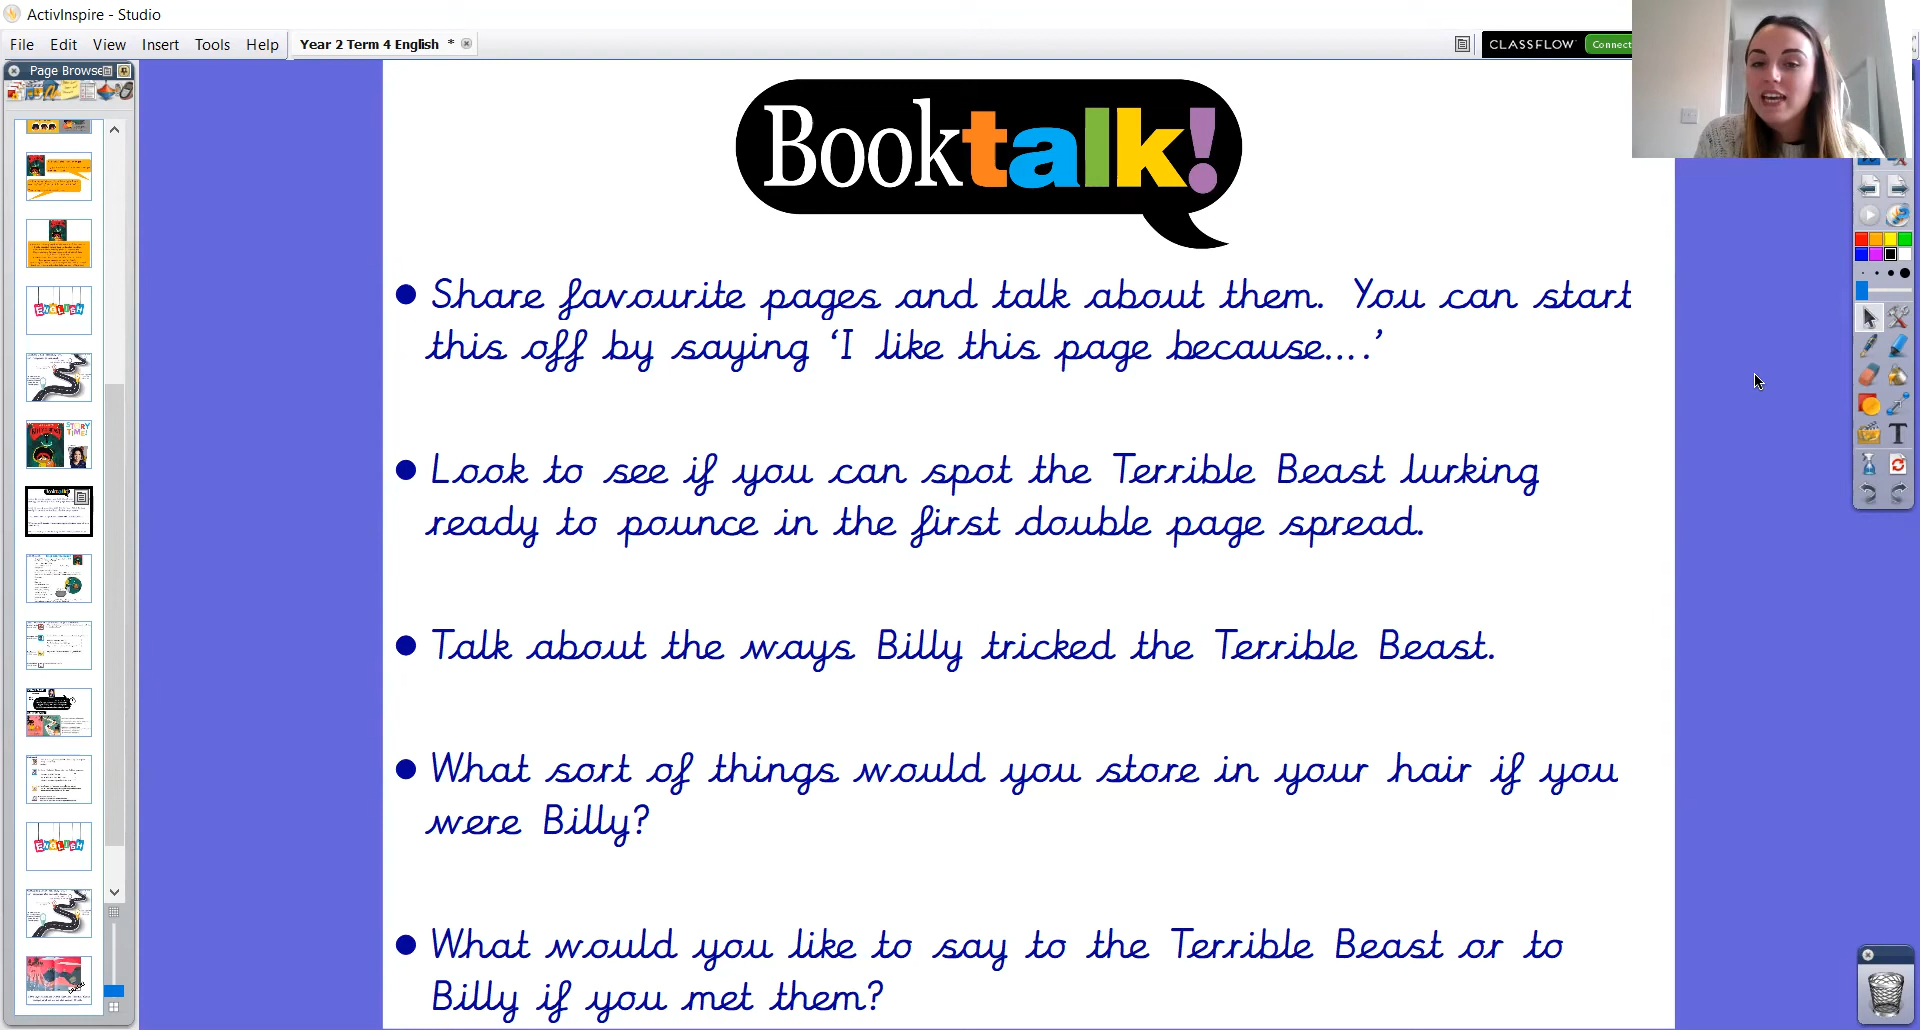 ActivInspire - Studio
File Edit View Insert Tools Help Year 2 Term 4 English *
CLASSFLOW Connect
Page Browse
Booktalk!
• Share favourite pages and talk about them. You can start
this off by saying ‘I like this page because....’
• Look to see if you can spot the Terrible Beast lurking
ready to pounce in the first double page spread.
• Talk about the ways Billy tricked the Terrible Beast.
• What sort of things would you store in your hair if you
were Billy?
• What would you like to say to the Terrible Beast or to
Billy if you met them?
ENGLISH
STORY
TIME!
ENGLISH